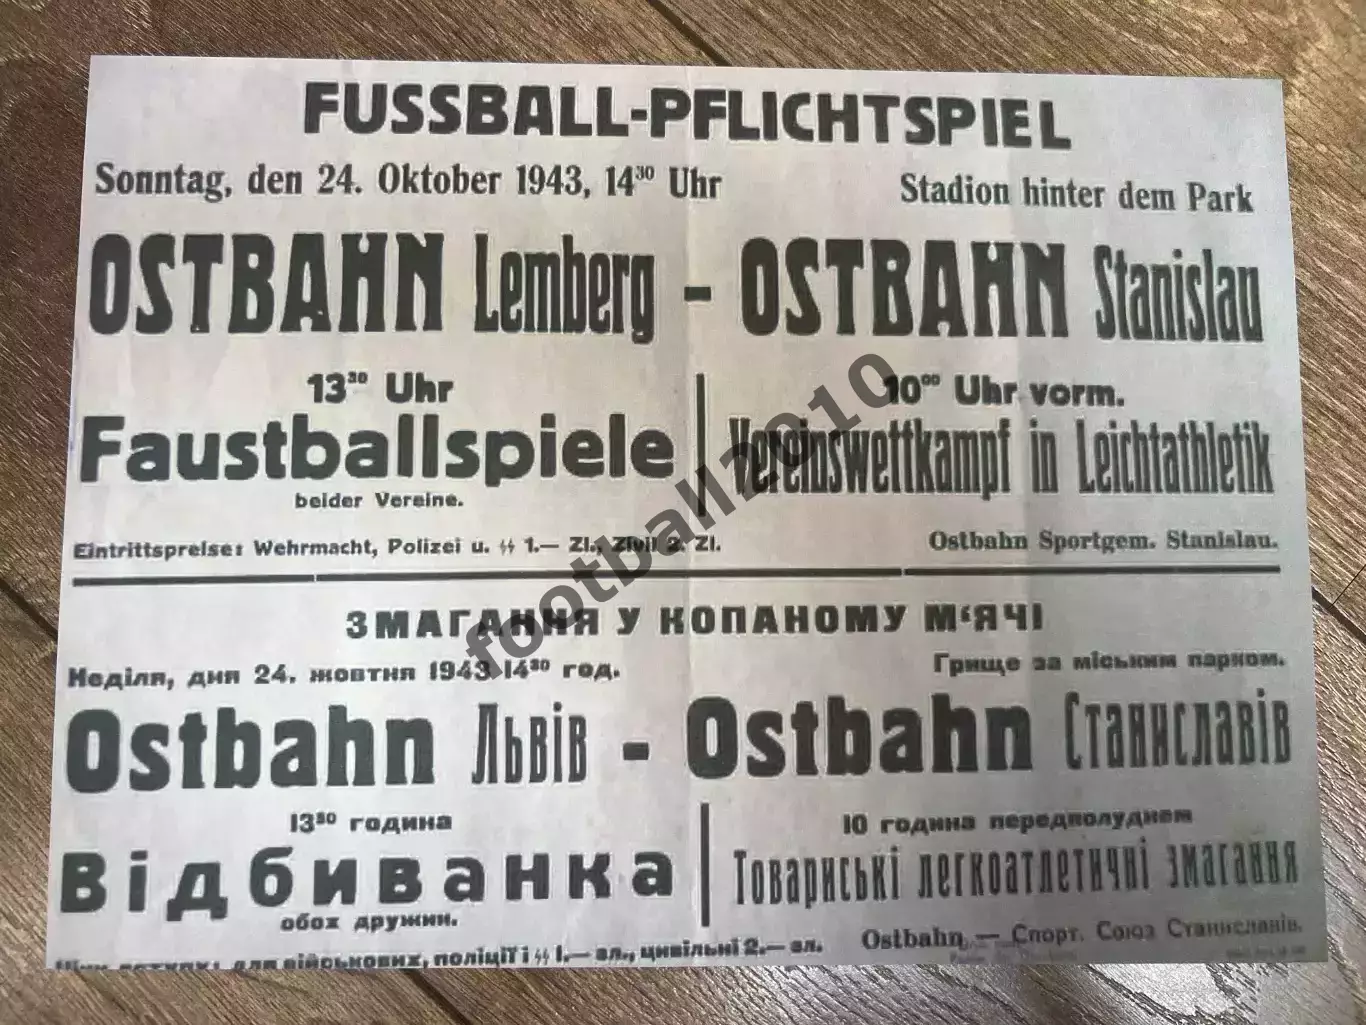 FUSSBALL-PFLICHTSPIEL
Sonntag, den 24. Oktober 1943, 14³⁰ Uhr
Stadion hinter dem Park
OSTBAHN Lemberg - OSTBAHN Stanislau
13³⁰ Uhr
Faustballspiele
beider Vereine.
10⁰⁰ Uhr vorm.
Vereinswettkampf in Leichtathletik
Eintrittspreise: Wehrmacht, Polizei u. ᛋᛋ 1.— Zl., Zivil 2. Zl.
Ostbahn Sportgem. Stanislau.
ЗМАГАННЯ У КОПАНОМУ М‘ЯЧІ
Неділя, дня 24. жовтня 1943 14³⁰ год.
Грище за міським парком.
Ostbahn Львів - Ostbahn Станиславів
13³⁰ година
Відбиванка
обох дружин.
10 година передполуднем
Товариські легкоатлетичні змагання
для військових, поліції і ᛋᛋ 1.— зл., цивільні 2.— зл.
Ostbahn — Спорт. Союз Станиславів.
football2010